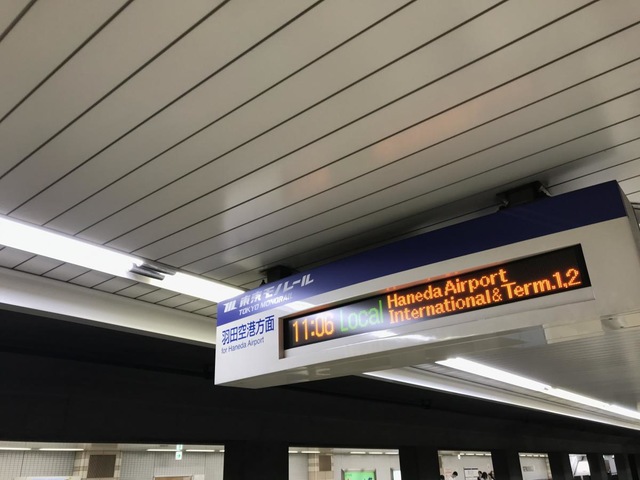 東京モノレール
TOKYO MONORAIL
羽田空港方面
for Haneda Airport
11:06 Local Haneda Airport
International & Term.1,2